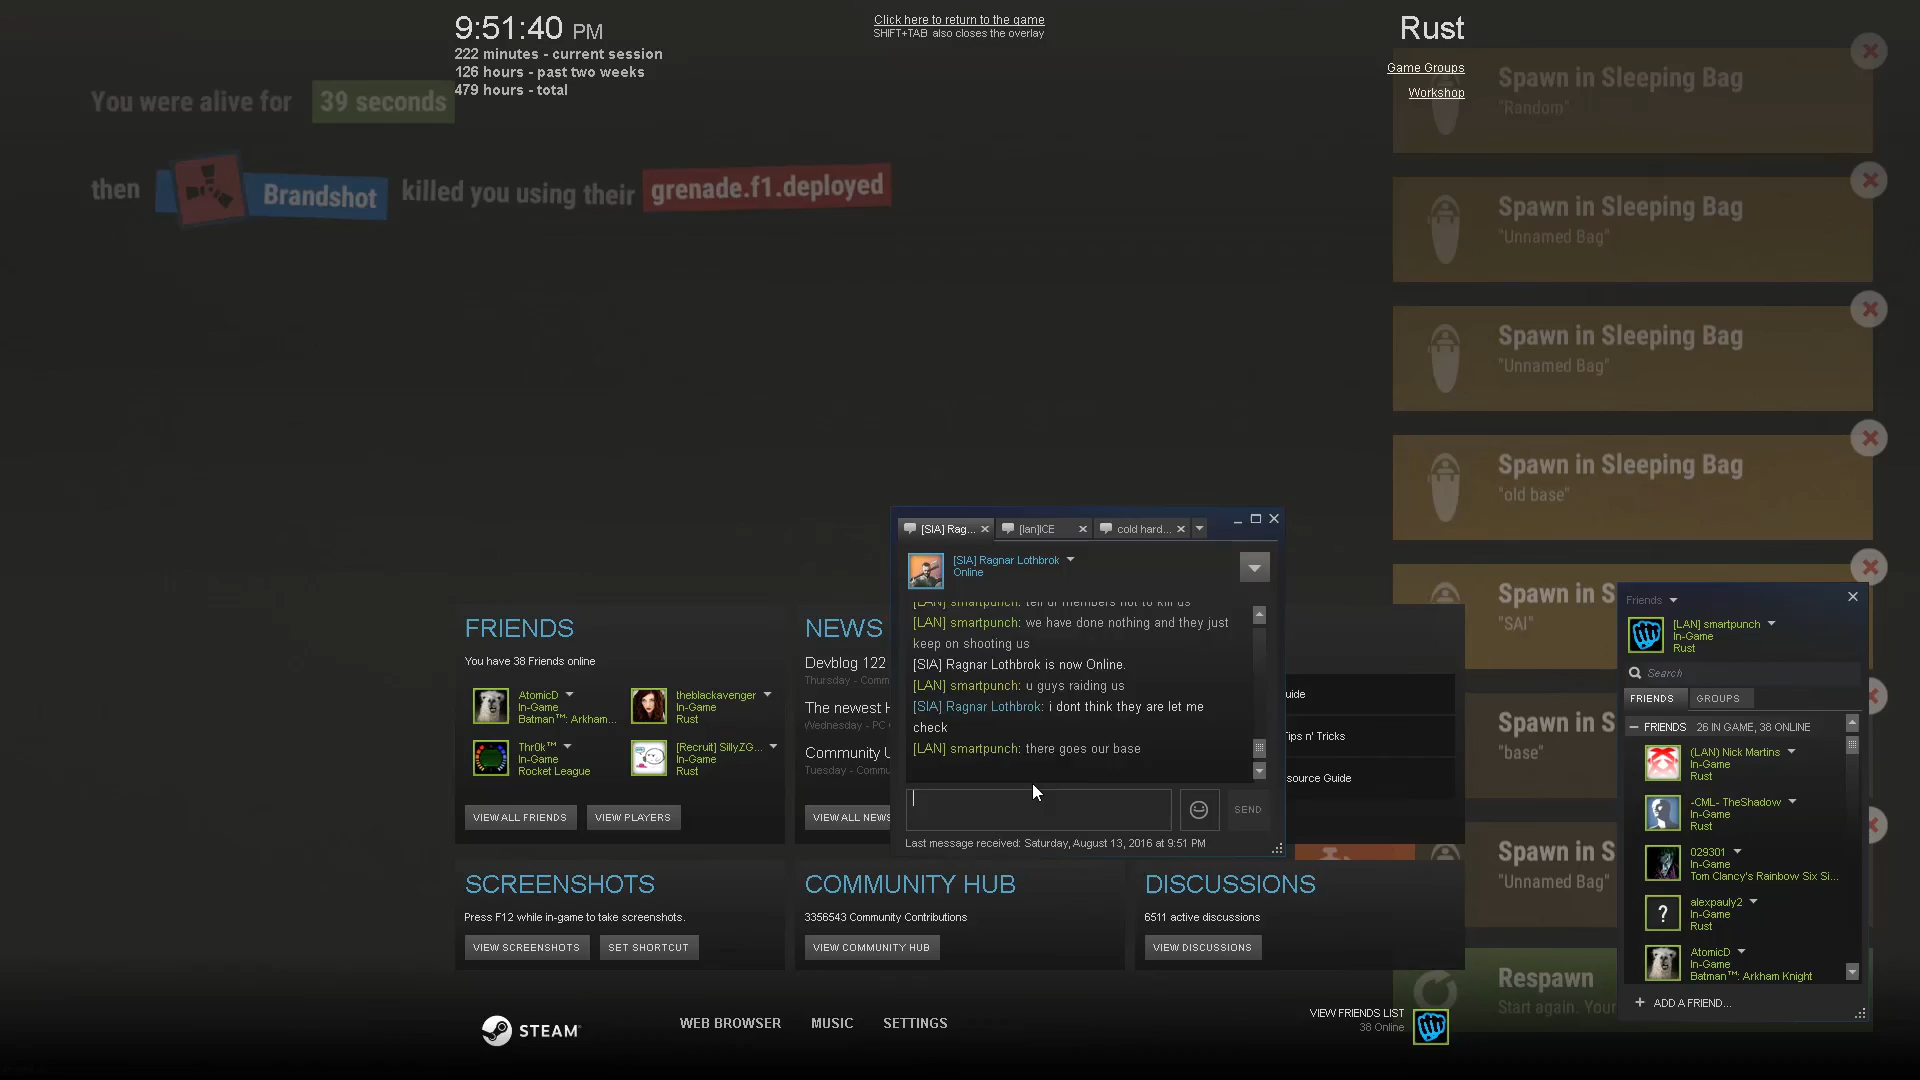 9:51:40 PM
222 minutes - current session
126 hours - past two weeks
479 hours - total
Click here to return to the game
SHIFT+TAB also closes the overlay
Rust
Game Groups
Workshop
You were alive for 39 seconds
then Brandshot killed you using their grenade.f1.deployed
Spawn in Sleeping Bag
"Random"
Spawn in Sleeping Bag
"Unnamed Bag"
Spawn in Sleeping Bag
"Unnamed Bag"
Spawn in Sleeping Bag
"old base"
Spawn in S
"SAI"
Spawn in S
"base"
Spawn in S
"Unnamed Bag"
Respawn
Start again. Your
[SIA] Rag...
[lan]ICE
cold hard...
[SIA] Ragnar Lothbrok
Online
[LAN] smartpunch: tell ur members not to kill us
[LAN] smartpunch: we have done nothing and they just
keep on shooting us
[SIA] Ragnar Lothbrok is now Online.
[LAN] smartpunch: u guys raiding us
[SIA] Ragnar Lothbrok: i dont think they are let me
check
[LAN] smartpunch: there goes our base
SEND
Last message received: Saturday, August 13, 2016 at 9:51 PM
FRIENDS
You have 38 Friends online
AtomicD
In-Game
Batman™: Arkham...
theblackavenger
In-Game
Rust
Thr0k™
In-Game
Rocket League
[Recruit] SillyZG...
In-Game
Rust
VIEW ALL FRIENDS
VIEW PLAYERS
NEWS
Devblog 122
Thursday - Comm
The newest H
Wednesday - PC
Community U
Tuesday - Commu
VIEW ALL NEWS
uide
Tips n' Tricks
source Guide
SCREENSHOTS
Press F12 while in-game to take screenshots.
VIEW SCREENSHOTS
SET SHORTCUT
COMMUNITY HUB
3356543 Community Contributions
VIEW COMMUNITY HUB
DISCUSSIONS
6511 active discussions
VIEW DISCUSSIONS
Friends
[LAN] smartpunch
In-Game
Rust
Search
FRIENDS
GROUPS
FRIENDS 26 IN GAME, 38 ONLINE
(LAN) Nick Martins
In-Game
Rust
-CML- TheShadow
In-Game
Rust
029301
In-Game
Tom Clancy's Rainbow Six Si...
?
alexpauly2
In-Game
Rust
AtomicD
In-Game
Batman™: Arkham Knight
+ ADD A FRIEND...
STEAM
WEB BROWSER
MUSIC
SETTINGS
VIEW FRIENDS LIST
38 Online